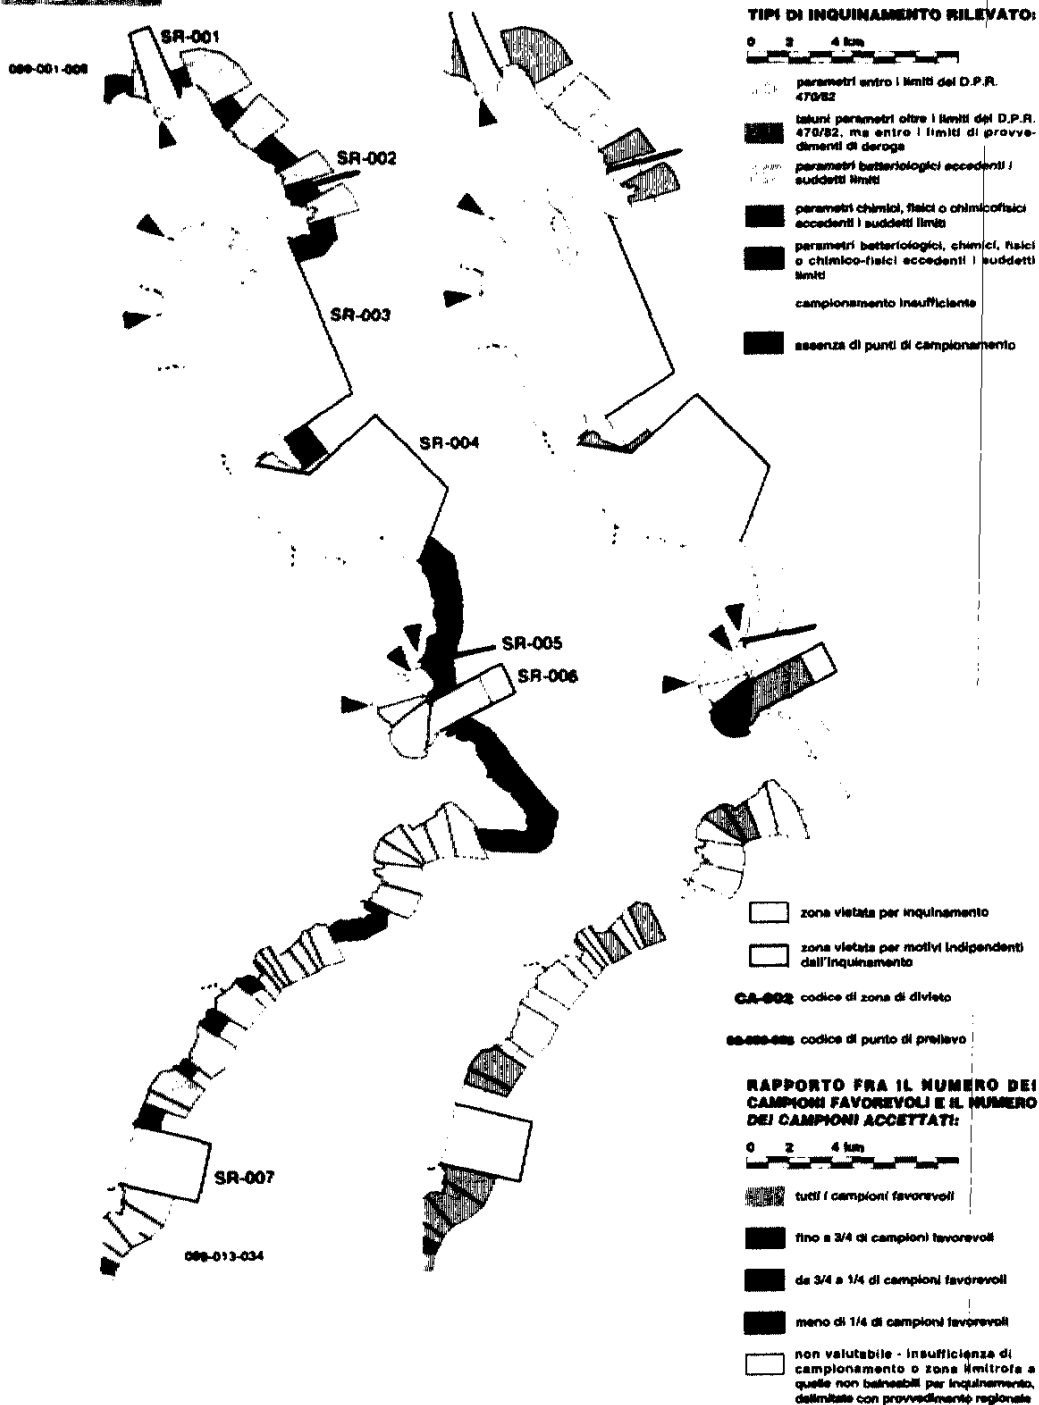 TIPI DI INQUINAMENTO RILEVATO:
0 2 4 km
parametri entro i limiti del D.P.R.
470/82
taluni parametri oltre i limiti del D.P.R.
470/82, ma entro i limiti di provve-
dimenti di deroga
parametri batteriologici eccedenti i
suddetti limiti
parametri chimici, fisici o chimicofisici
eccedenti i suddetti limiti
parametri batteriologici, chimici, fisici
o chimico-fisici eccedenti i suddetti
limiti
campionamento insufficiente
assenza di punti di campionamento
SR-001
SR-002
SR-003
SR-004
SR-005
SR-006
SR-007
089-013-034
zona vietata per inquinamento
zona vietata per motivi indipendenti
dall'inquinamento
CA-002 codice di zona di divieto
codice di punto di prelievo
RAPPORTO FRA IL NUMERO DEI
CAMPIONI FAVOREVOLI E IL NUMERO
DEI CAMPIONI ACCETTATI:
0 2 4 km
tutti i campioni favorevoli
fino a 3/4 di campioni favorevoli
da 3/4 a 1/4 di campioni favorevoli
meno di 1/4 di campioni favorevoli
non valutabile - insufficienza di
campionamento o zona limitrofa a
quelle non balneabili per inquinamento,
delimitate con provvedimento regionale